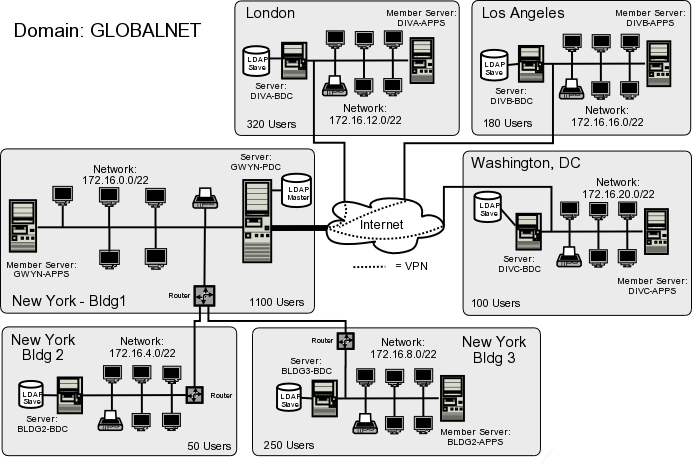 Domain: GLOBALNET
London
Member Server:
DIVA-APPS
LDAP
Slave
Server:
DIVA-BDC
Network:
172.16.12.0/22
320 Users
Los Angeles
Member Server:
DIVB-APPS
LDAP
Slave
Server:
DIVB-BDC
Network:
172.16.16.0/22
180 Users
Network:
172.16.0.0/22
Server:
GWYN-PDC
LDAP
Master
Member Server:
GWYN-APPS
New York - Bldg1
Router
1100 Users
Internet
= VPN
Washington, DC
Network:
172.16.20.0/22
LDAP
Slave
Server:
DIVC-BDC
Member Server:
DIVC-APPS
100 Users
New York
Bldg 2
Network:
172.16.4.0/22
LDAP
Slave
Router
Server:
BLDG2-BDC
50 Users
Router
Network:
172.16.8.0/22
New York
Bldg 3
Server:
BLDG3-BDC
LDAP
Slave
Member Server:
BLDG2-APPS
250 Users